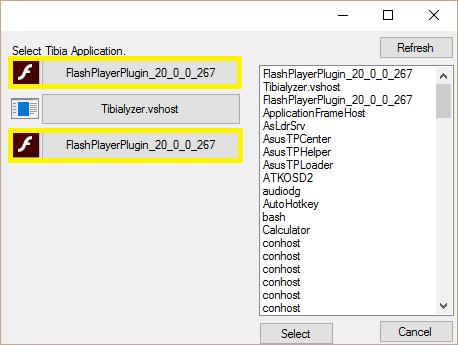 Refresh
Select Tibia Application.
FlashPlayerPlugin_20_0_0_267
Tibialyzer.vshost
FlashPlayerPlugin_20_0_0_267
FlashPlayerPlugin_20_0_0_267
Tibialyzer.vshost
FlashPlayerPlugin_20_0_0_267
ApplicationFrameHost
AsLdrSrv
AsusTPCenter
AsusTPHelper
AsusTPLoader
ATKOSD2
audiodg
AutoHotkey
bash
Calculator
conhost
conhost
conhost
conhost
conhost
conhost
Select
Cancel